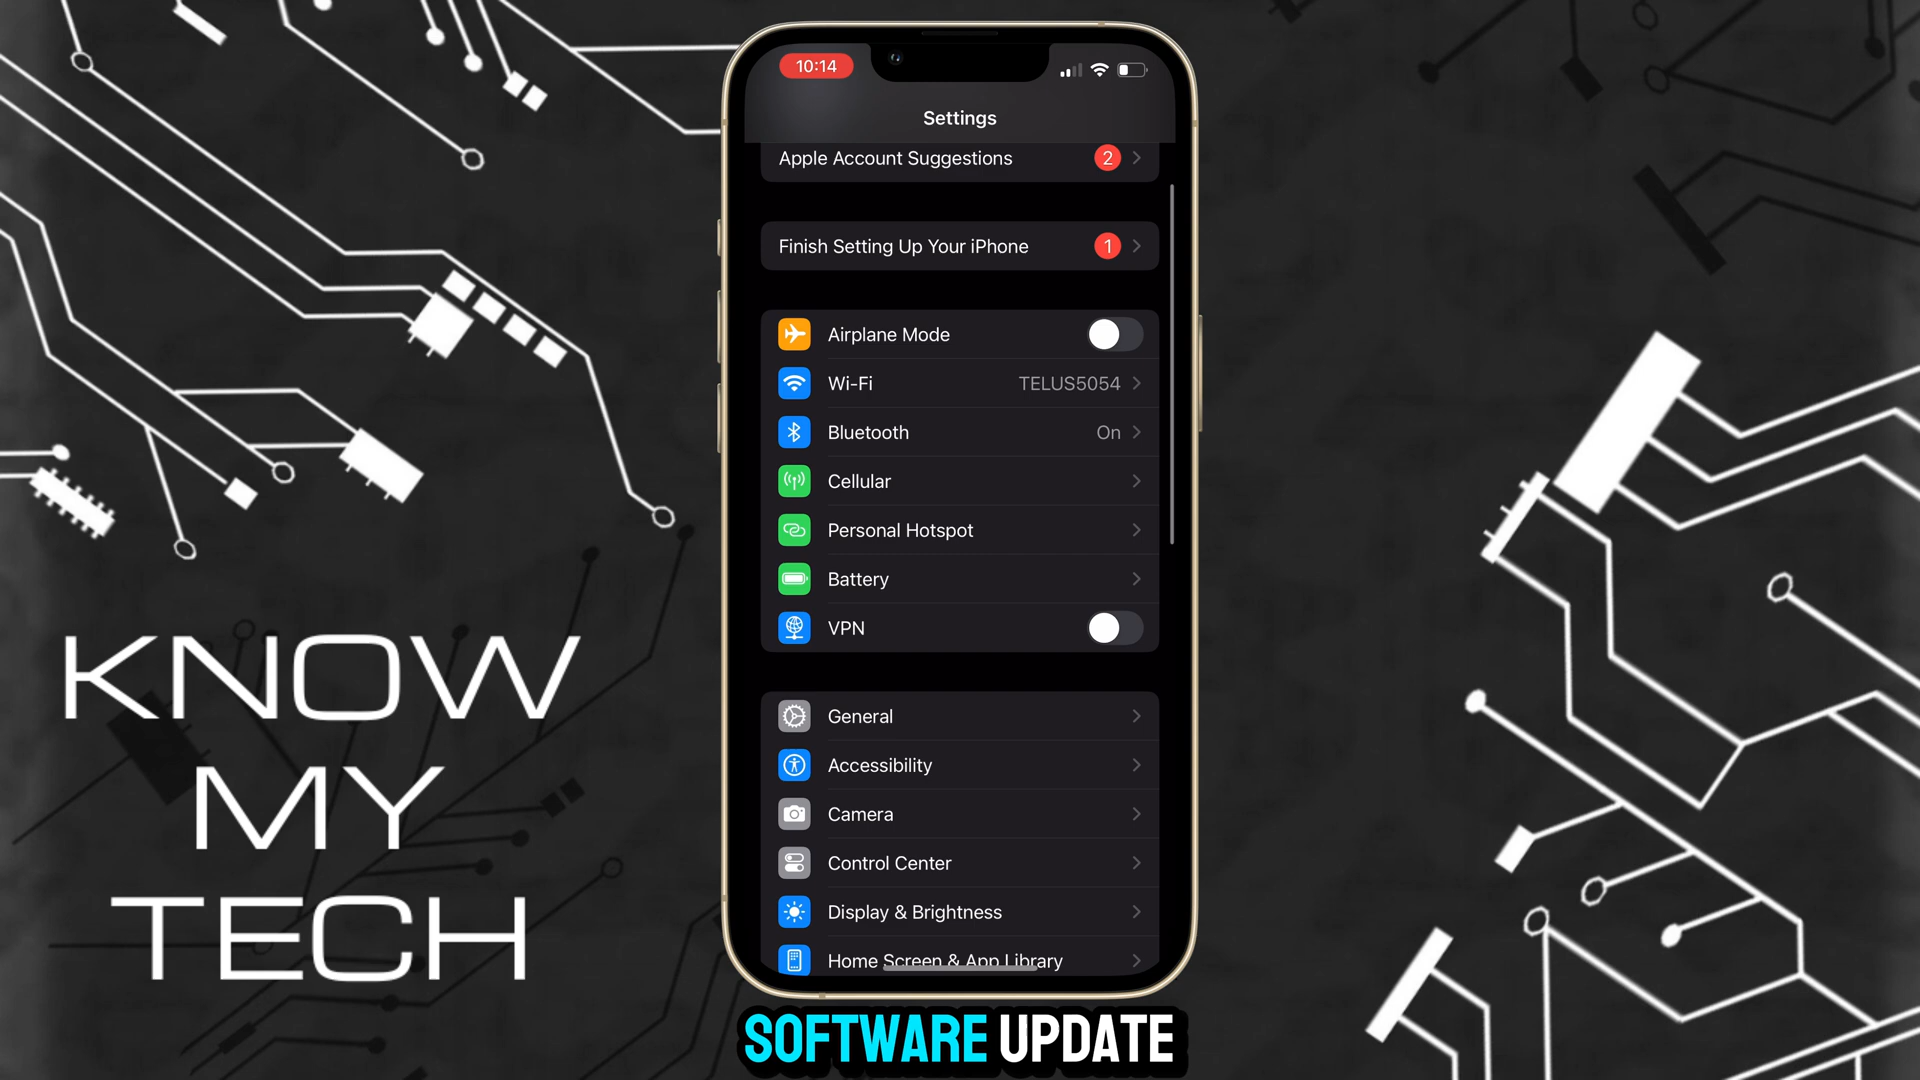 10:14
Settings
Apple Account Suggestions 2
Finish Setting Up Your iPhone 1
Airplane Mode
Wi-Fi TELUS5054
Bluetooth On
Cellular
Personal Hotspot
Battery
VPN
General
Accessibility
Camera
Control Center
Display & Brightness
Home Screen & App Library
KNOW
MY
TECH
SOFTWARE UPDATE